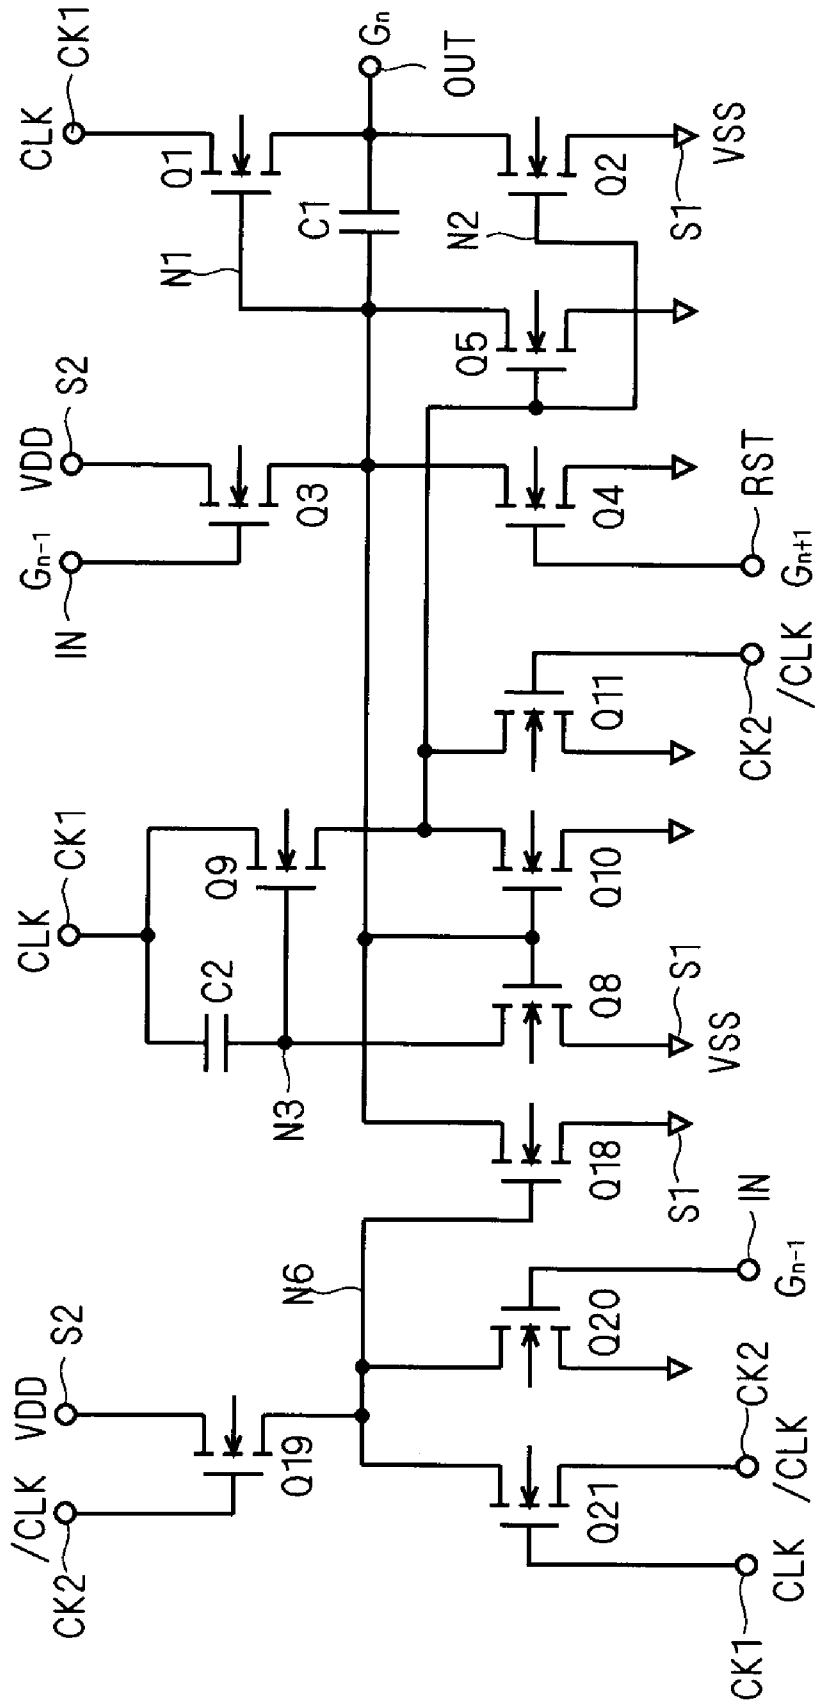 /CLK
VDD
CLK
Gn-1
VDD
CLK
CK2
S2
CK1
IN
S2
CK1
N1
Q1
C2
Q9
Q19
N6
N3
Q3
C1
Gn
OUT
Q5
N2
Q21
Q20
Q18
Q8
Q10
Q11
Q4
Q2
S1
S1
S1
VSS
VSS
CK1
CK2
IN
CK2
RST
CLK
/CLK
Gn-1
/CLK
Gn+1